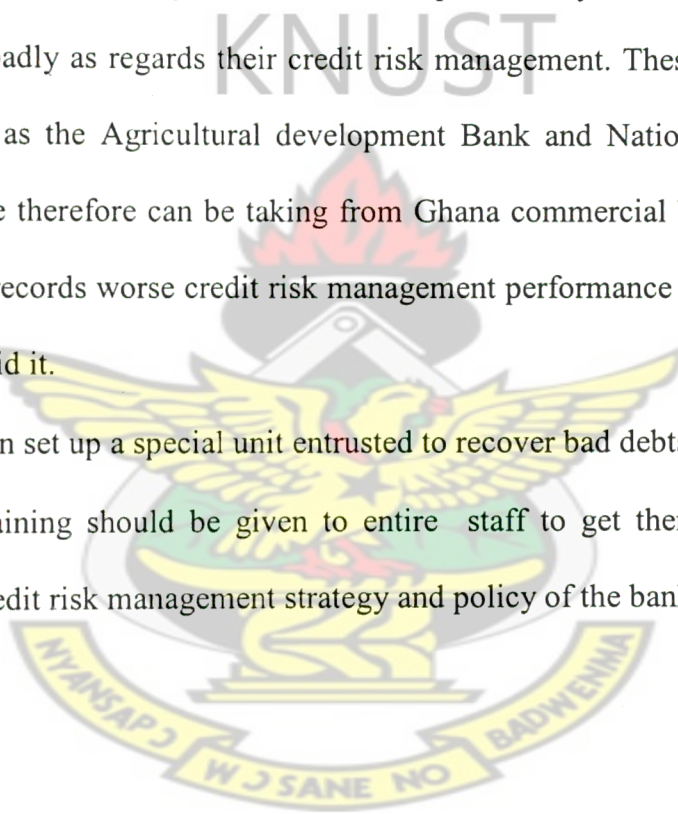 KNUST
adly as regards their credit risk management. Thes
as the Agricultural development Bank and Natio
e therefore can be taking from Ghana commercial
records worse credit risk management performance
id it.
n set up a special unit entrusted to recover bad debt
aining should be given to entire staff to get the
edit risk management strategy and policy of the ban
NYANSAPƆ
WƆSANE NO
BADWENMA